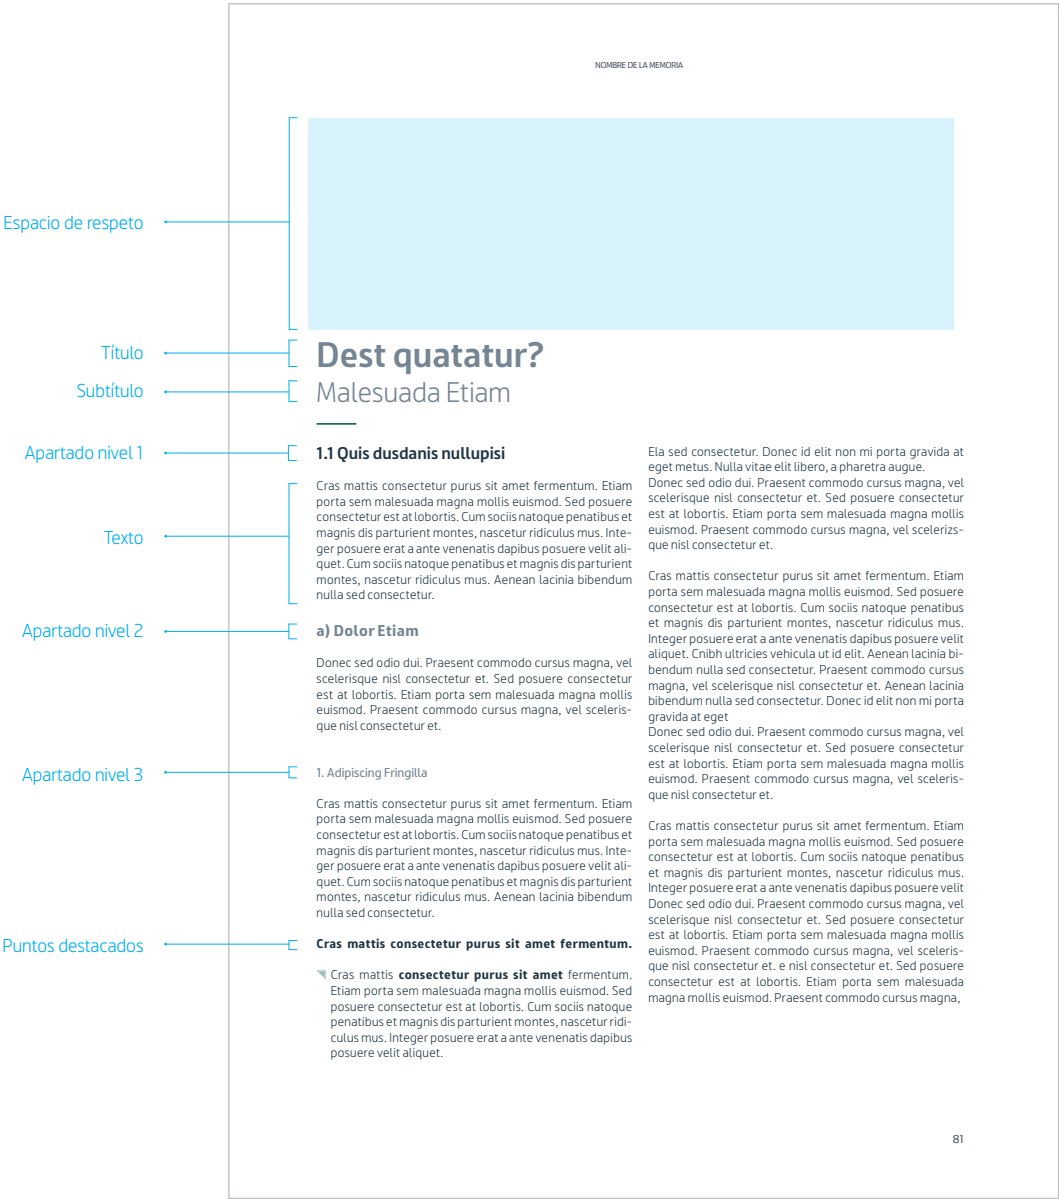 NOMBRE DE LA MEMORIA
Espacio de respeto
Título
Dest quatatur?
Subtítulo
Malesuada Etiam
Apartado nivel 1
1.1 Quis dusdanis nullupisi
Texto
Cras mattis consectetur purus sit amet fermentum. Etiam
porta sem malesuada magna mollis euismod. Sed posuere
consectetur est at lobortis. Cum sociis natoque penatibus et
magnis dis parturient montes, nascetur ridiculus mus. Inte-
ger posuere erat a ante venenatis dapibus posuere velit ali-
quet. Cum sociis natoque penatibus et magnis dis parturient
montes, nascetur ridiculus mus. Aenean lacinia bibendum
nulla sed consectetur.
Apartado nivel 2
a) Dolor Etiam
Donec sed odio dui. Praesent commodo cursus magna, vel
scelerisque nisl consectetur et. Sed posuere consectetur
est at lobortis. Etiam porta sem malesuada magna mollis
euismod. Praesent commodo cursus magna, vel sceleris-
que nisl consectetur et.
Apartado nivel 3
1. Adipiscing Fringilla
Cras mattis consectetur purus sit amet fermentum. Etiam
porta sem malesuada magna mollis euismod. Sed posuere
consectetur est at lobortis. Cum sociis natoque penatibus et
magnis dis parturient montes, nascetur ridiculus mus. Inte-
ger posuere erat a ante venenatis dapibus posuere velit ali-
quet. Cum sociis natoque penatibus et magnis dis parturient
montes, nascetur ridiculus mus. Aenean lacinia bibendum
nulla sed consectetur.
Puntos destacados
Cras mattis consectetur purus sit amet fermentum.
Cras mattis consectetur purus sit amet fermentum.
Etiam porta sem malesuada magna mollis euismod. Sed
posuere consectetur est at lobortis. Cum sociis natoque
penatibus et magnis dis parturient montes, nascetur ridi-
culus mus. Integer posuere erat a ante venenatis dapibus
posuere velit aliquet.
Ela sed consectetur. Donec id elit non mi porta gravida at
eget metus. Nulla vitae elit libero, a pharetra augue.
Donec sed odio dui. Praesent commodo cursus magna, vel
scelerisque nisl consectetur et. Sed posuere consectetur
est at lobortis. Etiam porta sem malesuada magna mollis
euismod. Praesent commodo cursus magna, vel scelerizs-
que nisl consectetur et.
Cras mattis consectetur purus sit amet fermentum. Etiam
porta sem malesuada magna mollis euismod. Sed posuere
consectetur est at lobortis. Cum sociis natoque penatibus
et magnis dis parturient montes, nascetur ridiculus mus.
Integer posuere erat a ante venenatis dapibus posuere velit
aliquet. Cnibh ultricies vehicula ut id elit. Aenean lacinia bi-
bendum nulla sed consectetur. Praesent commodo cursus
magna, vel scelerisque nisl consectetur et. Aenean lacinia
bibendum nulla sed consectetur. Donec id elit non mi porta
gravida at eget
Donec sed odio dui. Praesent commodo cursus magna, vel
scelerisque nisl consectetur et. Sed posuere consectetur
est at lobortis. Etiam porta sem malesuada magna mollis
euismod. Praesent commodo cursus magna, vel sceleris-
que nisl consectetur et.
Cras mattis consectetur purus sit amet fermentum. Etiam
porta sem malesuada magna mollis euismod. Sed posuere
consectetur est at lobortis. Cum sociis natoque penatibus
et magnis dis parturient montes, nascetur ridiculus mus.
Integer posuere erat a ante venenatis dapibus posuere velit
Donec sed odio dui. Praesent commodo cursus magna, vel
scelerisque nisl consectetur et. Sed posuere consectetur
est at lobortis. Etiam porta sem malesuada magna mollis
euismod. Praesent commodo cursus magna, vel sceleris-
que nisl consectetur et. e nisl consectetur et. Sed posuere
consectetur est at lobortis. Etiam porta sem malesuada
magna mollis euismod. Praesent commodo cursus magna,
81